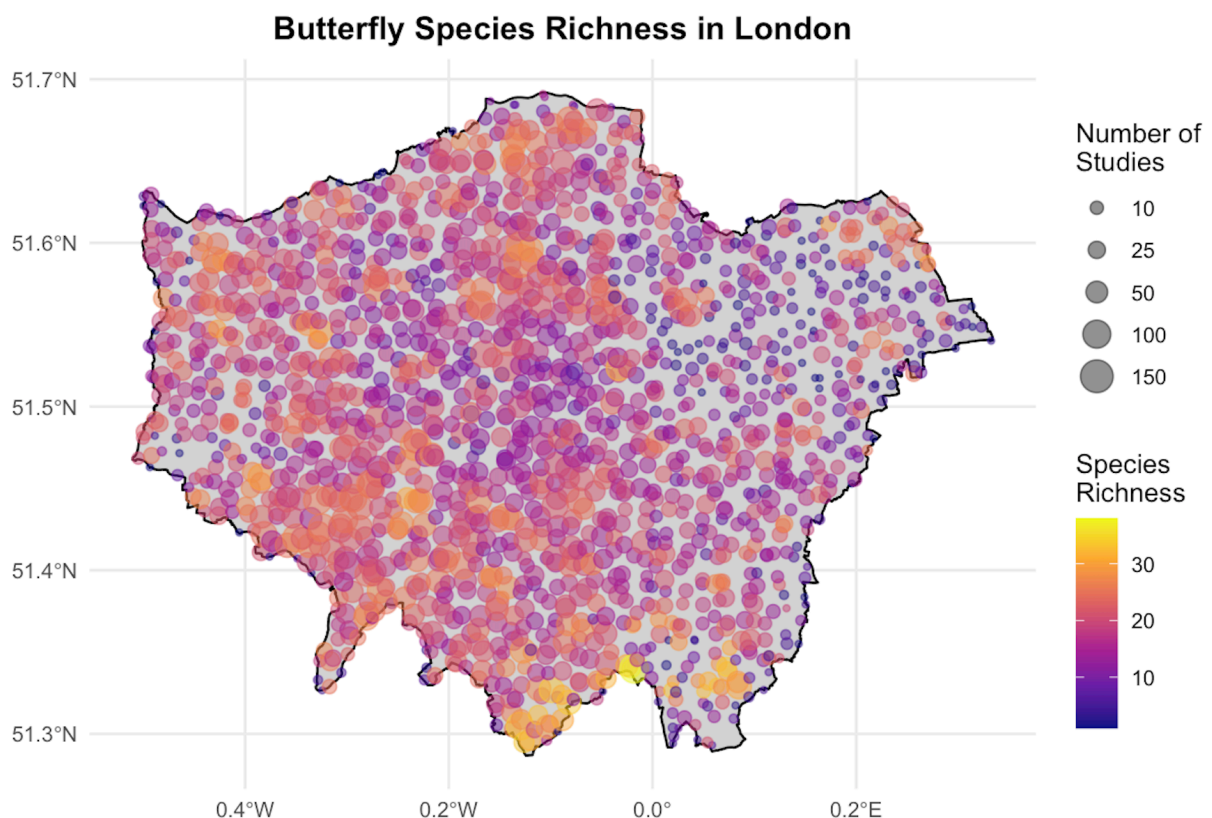 Butterfly Species Richness in London
51.7°N
51.6°N
51.5°N
51.4°N
51.3°N
0.4°W
0.2°W
0.0°
0.2°E
Number of
Studies
10
25
50
100
150
Species
Richness
30
20
10